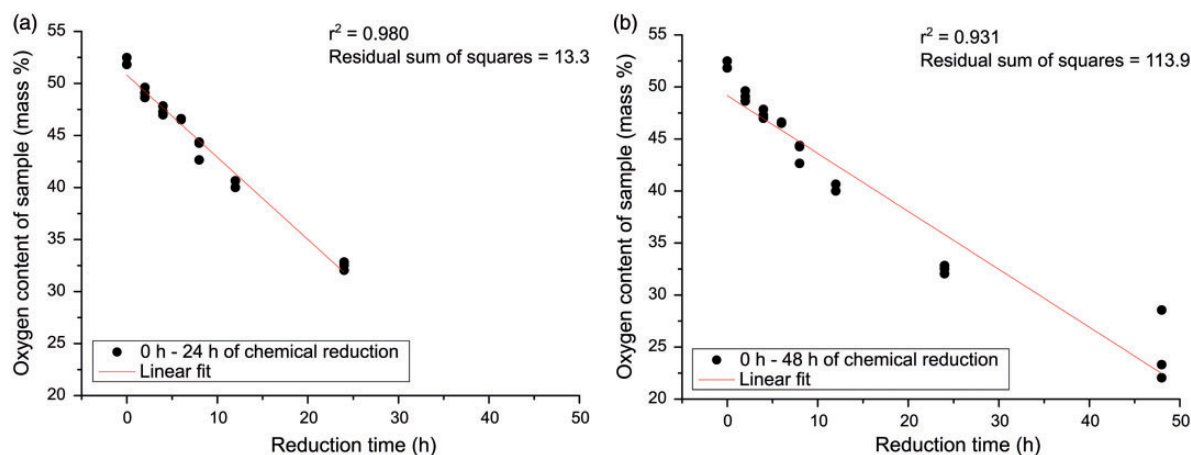 (a)
r² = 0.980
Residual sum of squares = 13.3
55
50
45
40
35
30
25
20
Oxygen content of sample (mass %)
0 h - 24 h of chemical reduction
Linear fit
0
10
20
30
40
50
Reduction time (h)
(b)
r² = 0.931
Residual sum of squares = 113.9
55
50
45
40
35
30
25
20
Oxygen content of sample (mass %)
0 h - 48 h of chemical reduction
Linear fit
0
10
20
30
40
50
Reduction time (h)